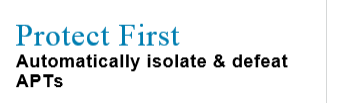 Protect First
Automatically isolate & defeat
APTs